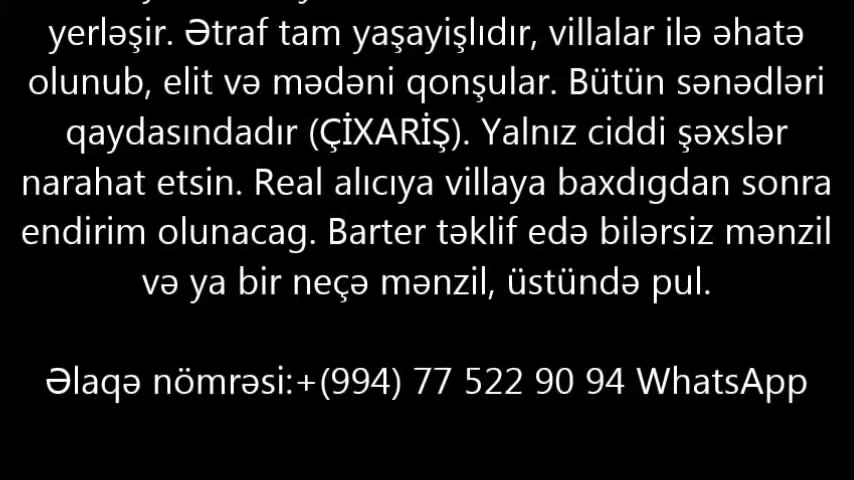 yerləşir. Ətraf tam yaşayişlıdır, villalar ilə əhatə
olunub, elit və mədəni qonşular. Bütün sənədləri
qaydasındadır (ÇİXARİŞ). Yalnız ciddi şəxslər
narahat etsin. Real alıcıya villaya baxdıgdan sonra
endirim olunacag. Barter təklif edə bilərsiz mənzil
və ya bir neçə mənzil, üstündə pul.
Əlaqə nömrəsi:+(994) 77 522 90 94 WhatsApp